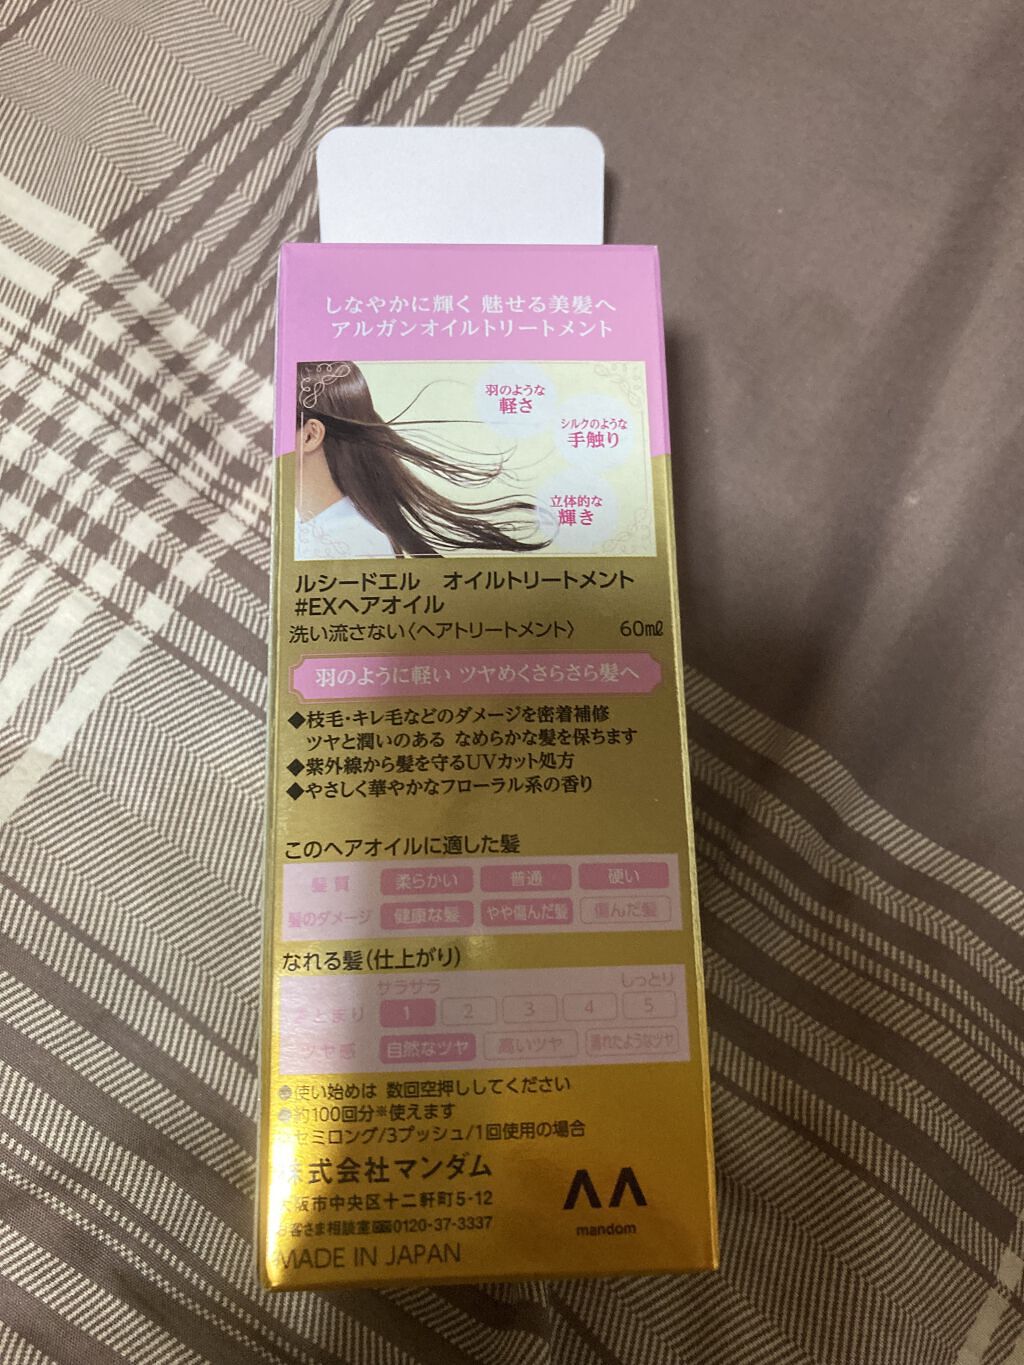 しなやかに輝く 魅せる美髪へ
アルガンオイルトリートメント
羽のような
軽さ
シルクのような
手触り
立体的な
輝き
ルシードエル オイルトリートメント
#EXヘアオイル
洗い流さない〈ヘアトリートメント〉 60㎖
羽のように軽い ツヤめくさらさら髪へ
◆枝毛・キレ毛などのダメージを密着補修
ツヤと潤いのある なめらかな髪を保ちます
◆紫外線から髪を守るUVカット処方
◆やさしく華やかなフローラル系の香り
このヘアオイルに適した髪
髪質 柔らかい 普通 硬い
髪のダメージ 健康な髪 やや傷んだ髪 傷んだ髪
なれる髪(仕上がり)
サラサラ しっとり
まとまり 1 2 3 4 5
ツヤ感 自然なツヤ 高いツヤ 濡れたようなツヤ
●使い始めは 数回空押ししてください
●約100回分※使えます
※セミロング/3プッシュ/1回使用の場合
株式会社マンダム
大阪市中央区十二軒町5-12
お客さま相談室 0120-37-3337
MADE IN JAPAN
mandom